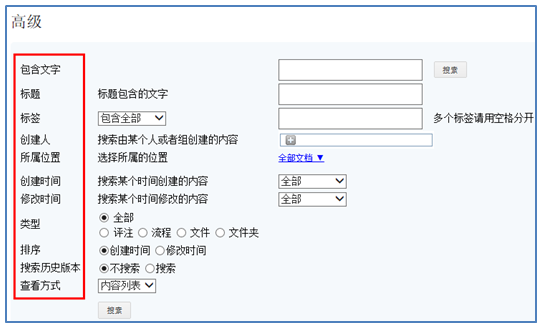 高级
包含文字 搜索
标题 标题包含的文字
标签 包含全部 多个标签请用空格分开
创建人 搜索由某个人或者组创建的内容
所属位置 选择所属的位置 全部文档 ▼
创建时间 搜索某个时间创建的内容 全部
修改时间 搜索某个时间修改的内容 全部
类型 全部
评注 流程 文件 文件夹
排序 创建时间 修改时间
搜索历史版本 不搜索 搜索
查看方式 内容列表
搜索